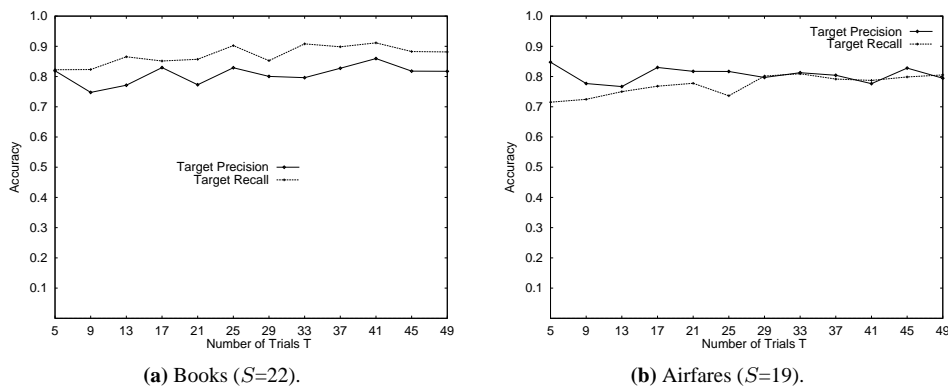 1.0
0.9
0.8
0.7
0.6
0.5
0.4
0.3
0.2
0.1
Accuracy
Target Precision
Target Recall
5 9 13 17 21 25 29 33 37 41 45 49
Number of Trials T
(a) Books (S=22).
1.0
0.9
0.8
0.7
0.6
0.5
0.4
0.3
0.2
0.1
Accuracy
Target Precision
Target Recall
5 9 13 17 21 25 29 33 37 41 45 49
Number of Trials T
(b) Airfares (S=19).